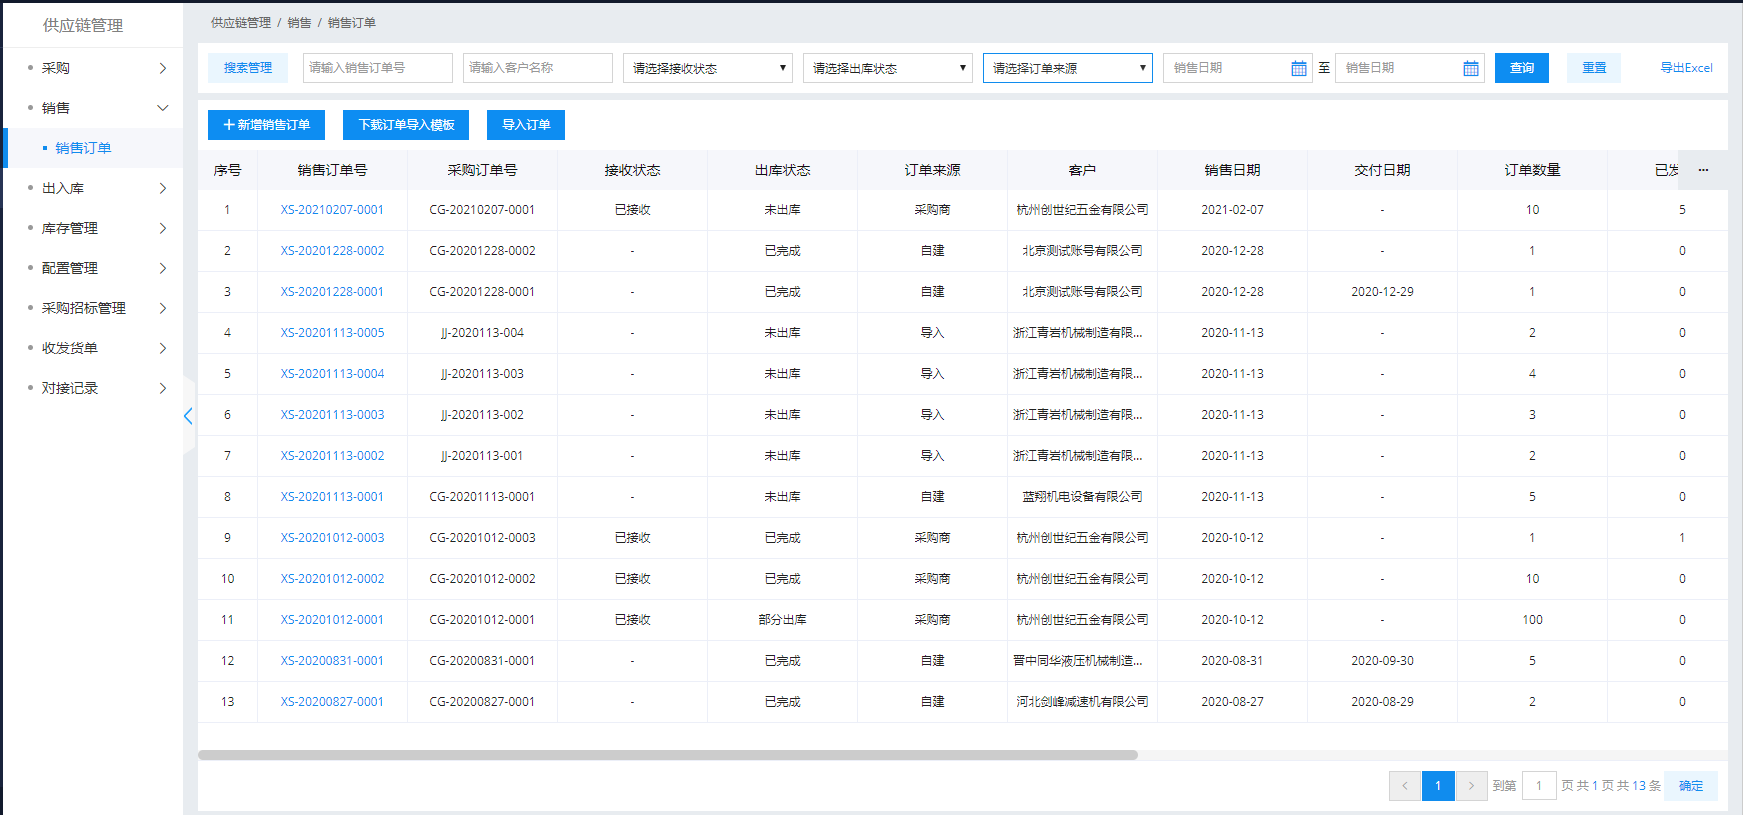 供应链管理
采购
销售
销售订单
出入库
库存管理
配置管理
采购招标管理
收发货单
对接记录
供应链管理 / 销售 / 销售订单
搜索管理 请输入销售订单号 请输入客户名称 请选择接收状态 请选择出库状态 请选择订单来源 销售日期 至 销售日期 查询 重置 导出Excel
+新增销售订单 下载订单导入模板 导入订单
序号 销售订单号 采购订单号 接收状态 出库状态 订单来源 客户 销售日期 交付日期 订单数量 已发 ...
1 XS-20210207-0001 CG-20210207-0001 已接收 未出库 采购商 杭州创世纪五金有限公司 2021-02-07 - 10 5
2 XS-20201228-0002 CG-20201228-0002 - 已完成 自建 北京测试账号有限公司 2020-12-28 - 1 0
3 XS-20201228-0001 CG-20201228-0001 - 已完成 自建 北京测试账号有限公司 2020-12-28 2020-12-29 1 0
4 XS-20201113-0005 JJ-2020113-004 - 未出库 导入 浙江青岩机械制造有限... 2020-11-13 - 2 0
5 XS-20201113-0004 JJ-2020113-003 - 未出库 导入 浙江青岩机械制造有限... 2020-11-13 - 4 0
6 XS-20201113-0003 JJ-2020113-002 - 未出库 导入 浙江青岩机械制造有限... 2020-11-13 - 3 0
7 XS-20201113-0002 JJ-2020113-001 - 未出库 导入 浙江青岩机械制造有限... 2020-11-13 - 2 0
8 XS-20201113-0001 CG-20201113-0001 - 未出库 自建 蓝翔机电设备有限公司 2020-11-13 - 5 0
9 XS-20201012-0003 CG-20201012-0003 已接收 已完成 采购商 杭州创世纪五金有限公司 2020-10-12 - 1 1
10 XS-20201012-0002 CG-20201012-0002 已接收 已完成 采购商 杭州创世纪五金有限公司 2020-10-12 - 10 0
11 XS-20201012-0001 CG-20201012-0001 已接收 部分出库 采购商 杭州创世纪五金有限公司 2020-10-12 - 100 0
12 XS-20200831-0001 CG-20200831-0001 - 已完成 自建 晋中同华液压机械制造... 2020-08-31 2020-09-30 5 0
13 XS-20200827-0001 CG-20200827-0001 - 已完成 自建 河北剑峰减速机有限公司 2020-08-27 2020-08-29 2 0
< 1 > 到第 1 页 共 1 页 共 13 条 确定